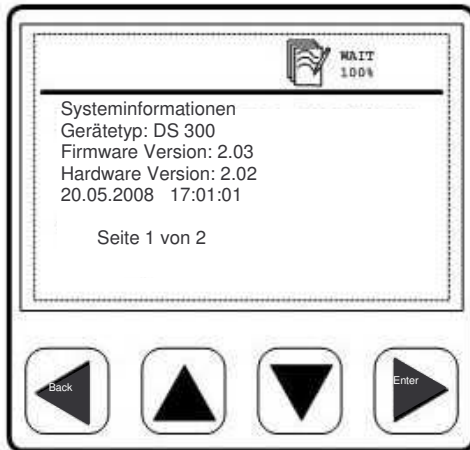 WAIT
100%
Systeminformationen
Gerätetyp: DS 300
Firmware Version: 2.03
Hardware Version: 2.02
20.05.2008 17:01:01
Seite 1 von 2
Back
Enter